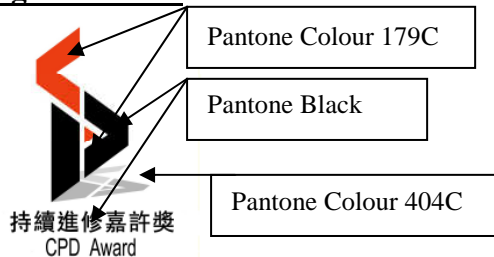 Pantone Colour 179C
Pantone Black
Pantone Colour 404C
持續進修嘉許獎
CPD Award